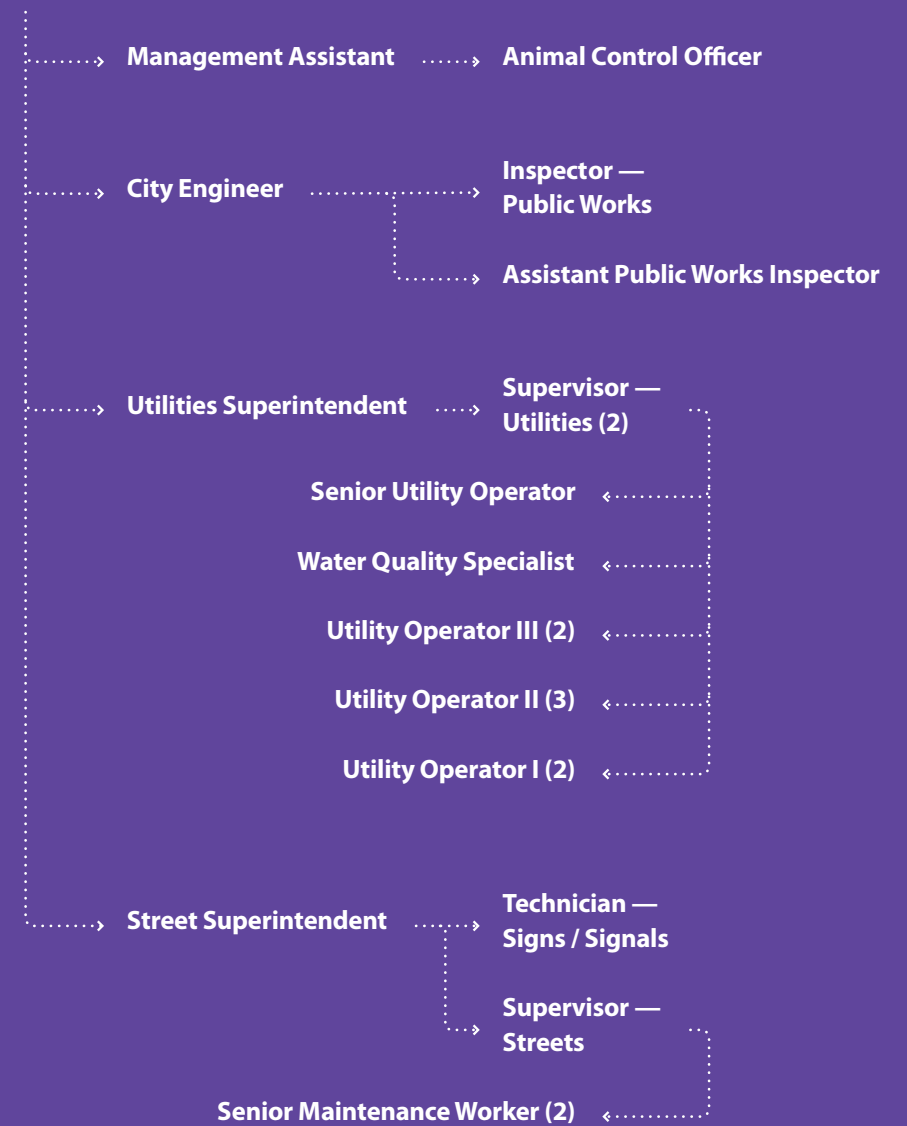 Management Assistant
Animal Control Officer
City Engineer
Inspector —
Public Works
Assistant Public Works Inspector
Utilities Superintendent
Supervisor —
Utilities (2)
Senior Utility Operator
Water Quality Specialist
Utility Operator III (2)
Utility Operator II (3)
Utility Operator I (2)
Street Superintendent
Technician —
Signs / Signals
Supervisor —
Streets
Senior Maintenance Worker (2)